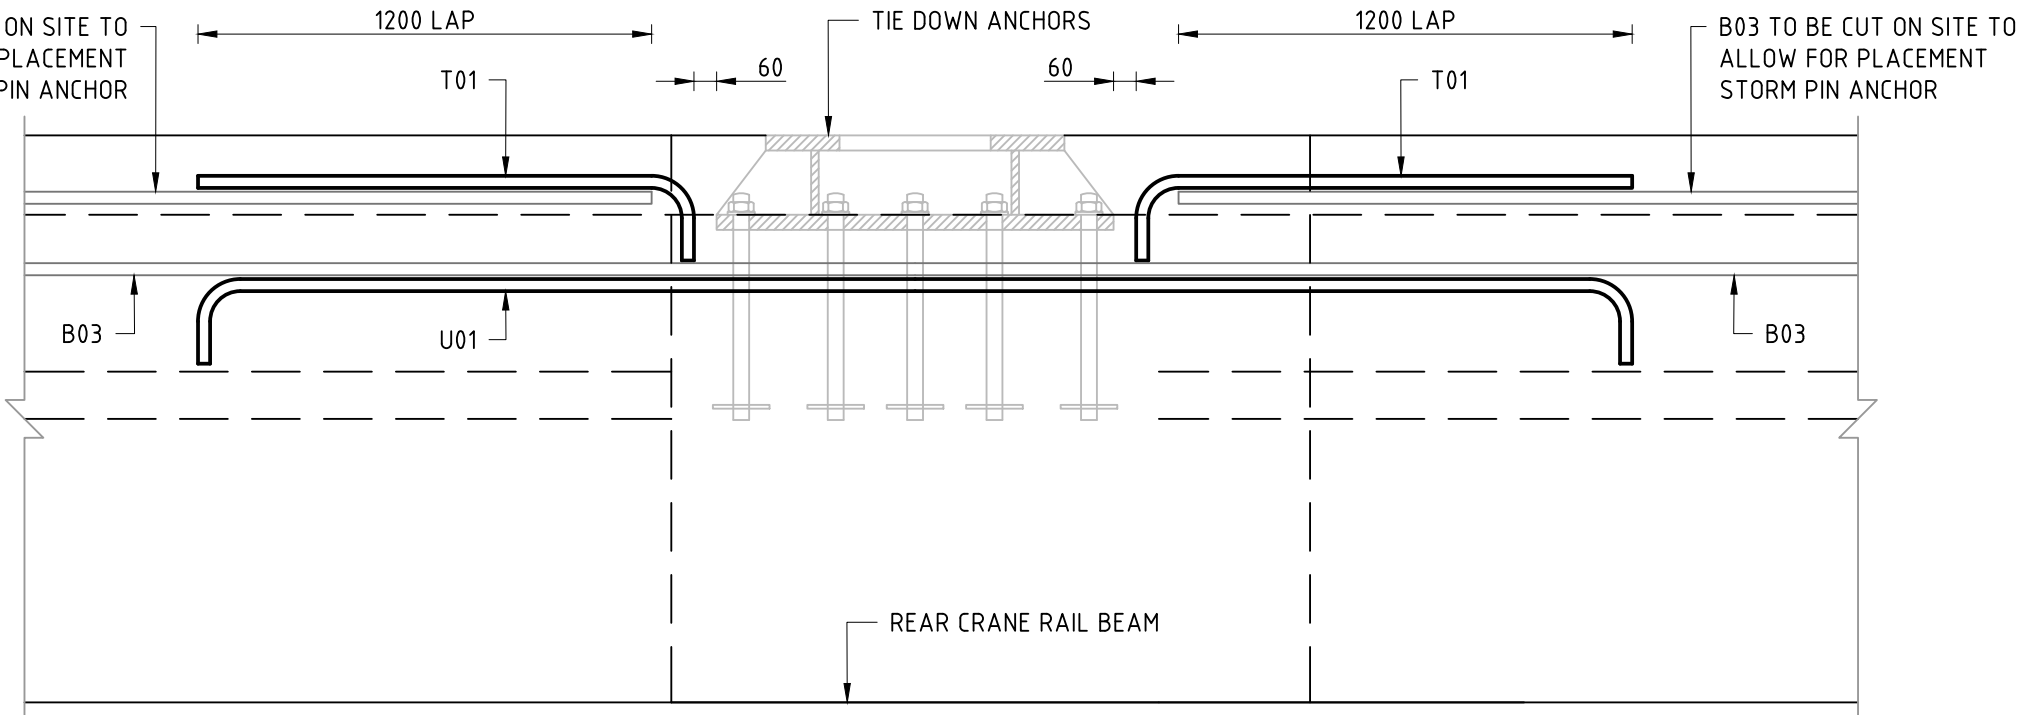 ON SITE TO
PLACEMENT
PIN ANCHOR
1200 LAP
TIE DOWN ANCHORS
1200 LAP
B03 TO BE CUT ON SITE TO
ALLOW FOR PLACEMENT
STORM PIN ANCHOR
T01
60
60
T01
B03
U01
B03
REAR CRANE RAIL BEAM